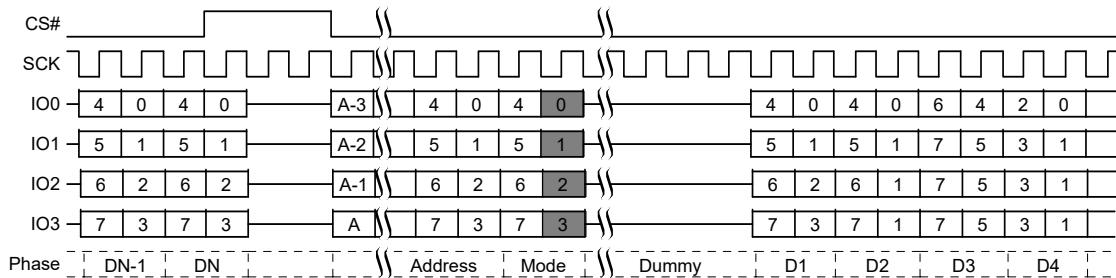 CS#
SCK
IO0 4 0 4 0 A-3 4 0 4 0 4 0 4 0 6 4 2 0
IO1 5 1 5 1 A-2 5 1 5 1 5 1 5 1 7 5 3 1
IO2 6 2 6 2 A-1 6 2 6 2 6 2 6 1 7 5 3 1
IO3 7 3 7 3 A 7 3 7 3 7 3 7 1 7 5 3 1
Phase DN-1 DN Address Mode Dummy D1 D2 D3 D4